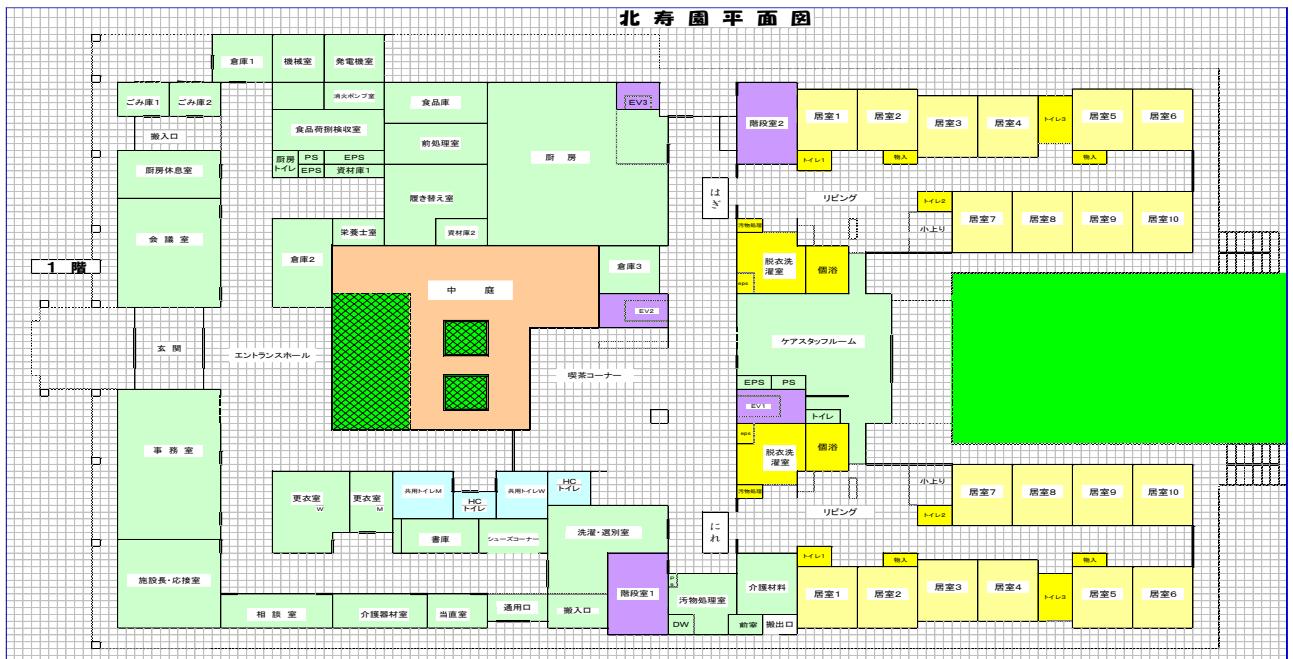 北寿園平面図
倉庫1
機械室
発電機室
ごみ庫1
ごみ庫2
消火ポンプ室
食品庫
EV3
階段室2
居室1
居室2
居室3
居室4
トイレ3
居室5
居室6
搬入口
食品荷捌検収室
前処理室
厨房
厨房
トイレ
PS
EPS
EPS
資材庫1
トイレ1
物入
物入
厨房休息室
履き替え室
はぎ
リビング
トイレ2
会議室
栄養士室
資材庫2
汚物処理
小上り
居室7
居室8
居室9
居室10
1階
倉庫2
倉庫3
脱衣洗
濯室
個浴
eps
中庭
EV2
玄関
エントランスホール
喫茶コーナー
ケアスタッフルーム
EPS
PS
EV1
トイレ
事務室
eps
脱衣洗
濯室
個浴
更衣室
W
更衣室
M
共用トイレM
HC
トイレ
共用トイレW
HC
トイレ
汚物処理
小上り
居室7
居室8
居室9
居室10
リビング
トイレ2
書庫
シューズコーナー
洗濯・選別室
にれ
トイレ1
物入
物入
施設長・応接室
階段室1
PS
汚物処理室
介護材料
居室1
居室2
居室3
居室4
トイレ3
居室5
居室6
相談室
介護器材室
当直室
通用口
搬入口
DW
前室
搬出口